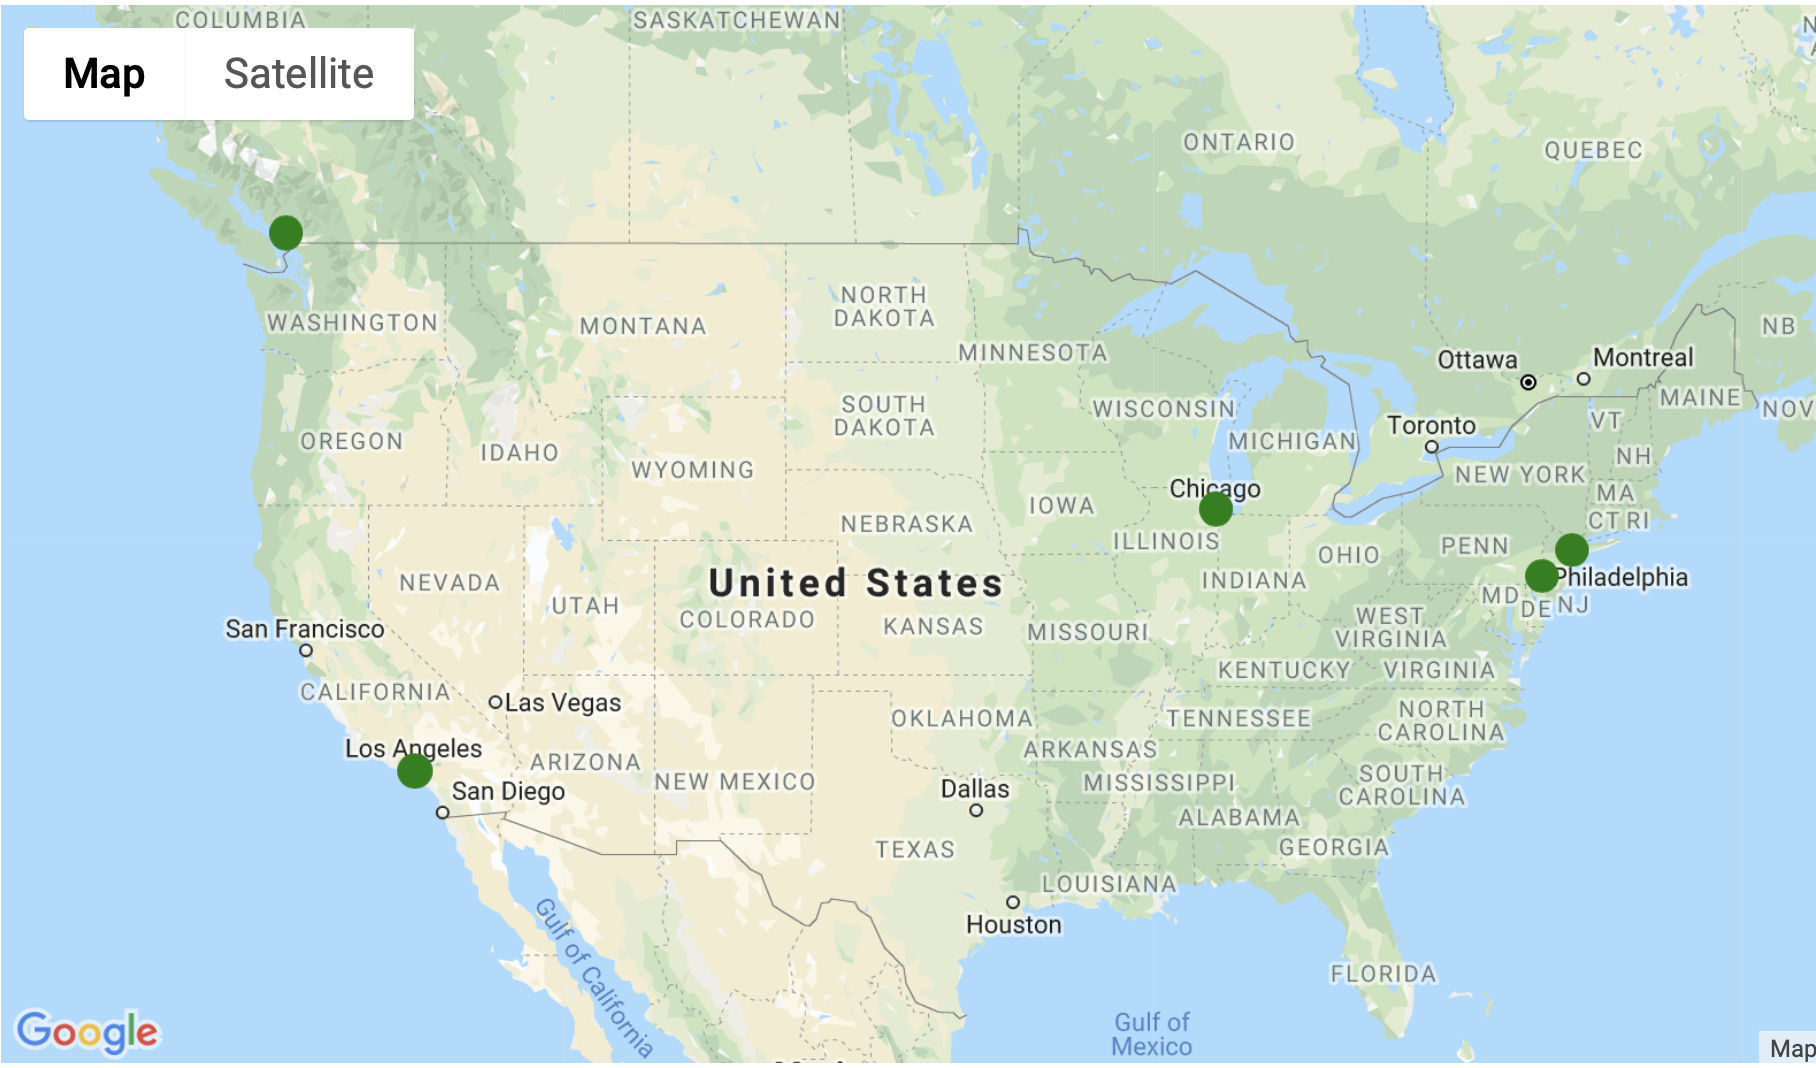 COLUMBIA
SASKATCHEWAN
Map
Satellite
ONTARIO
QUEBEC
WASHINGTON
MONTANA
NORTH
DAKOTA
MINNESOTA
NB
Ottawa
Montreal
MAINE
NOV
VT
OREGON
IDAHO
WYOMING
SOUTH
DAKOTA
WISCONSIN
MICHIGAN
Toronto
NEW YORK
NH
MA
CT RI
Chicago
IOWA
NEBRASKA
ILLINOIS
INDIANA
OHIO
PENN
Philadelphia
MD
DE
NJ
NEVADA
UTAH
United States
COLORADO
KANSAS
MISSOURI
WEST
VIRGINIA
KENTUCKY
VIRGINIA
San Francisco
CALIFORNIA
Las Vegas
OKLAHOMA
TENNESSEE
NORTH
CAROLINA
Los Angeles
San Diego
ARIZONA
NEW MEXICO
ARKANSAS
MISSISSIPPI
SOUTH
CAROLINA
Dallas
ALABAMA
GEORGIA
TEXAS
LOUISIANA
Houston
FLORIDA
Gulf of California
Gulf of
Mexico
Google
Map